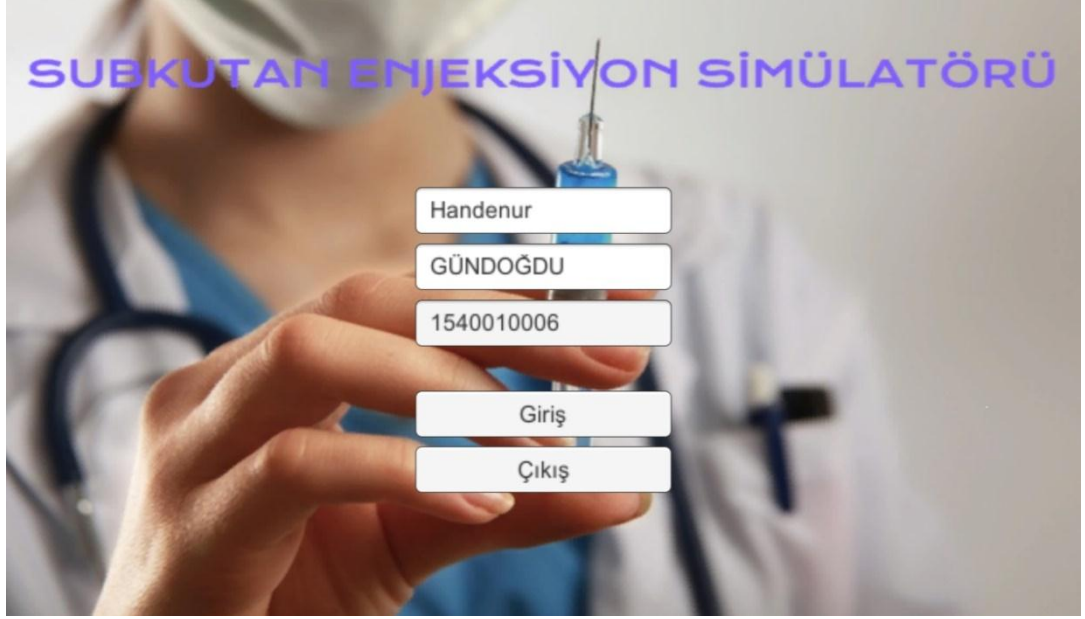 SUBKUTAN ENJEKSİYON SİMÜLATÖRÜ
Handenur
GÜNDOĞDU
1540010006
Giriş
Çıkış